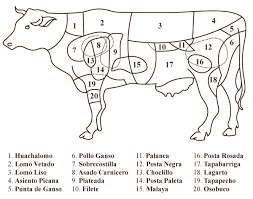 1 2 3 4 5
9 8 10 11 12 16 6
7 14 15 17
13 19 18
20 20
1. Huachalomo
2. Lomo Vetado
3. Lomo Liso
4. Asiento Picana
5. Punta de Ganso
6. Pollo Ganso
7. Sobrecostilla
8. Asado Carnicero
9. Plateada
10. Filete
11. Palanca
12. Posta Negra
13. Choclillo
14. Posta Paleta
15. Malaya
16. Posta Rosada
17. Tapabarriga
18. Lagarto
19. Tapapecho
20. Osobuco